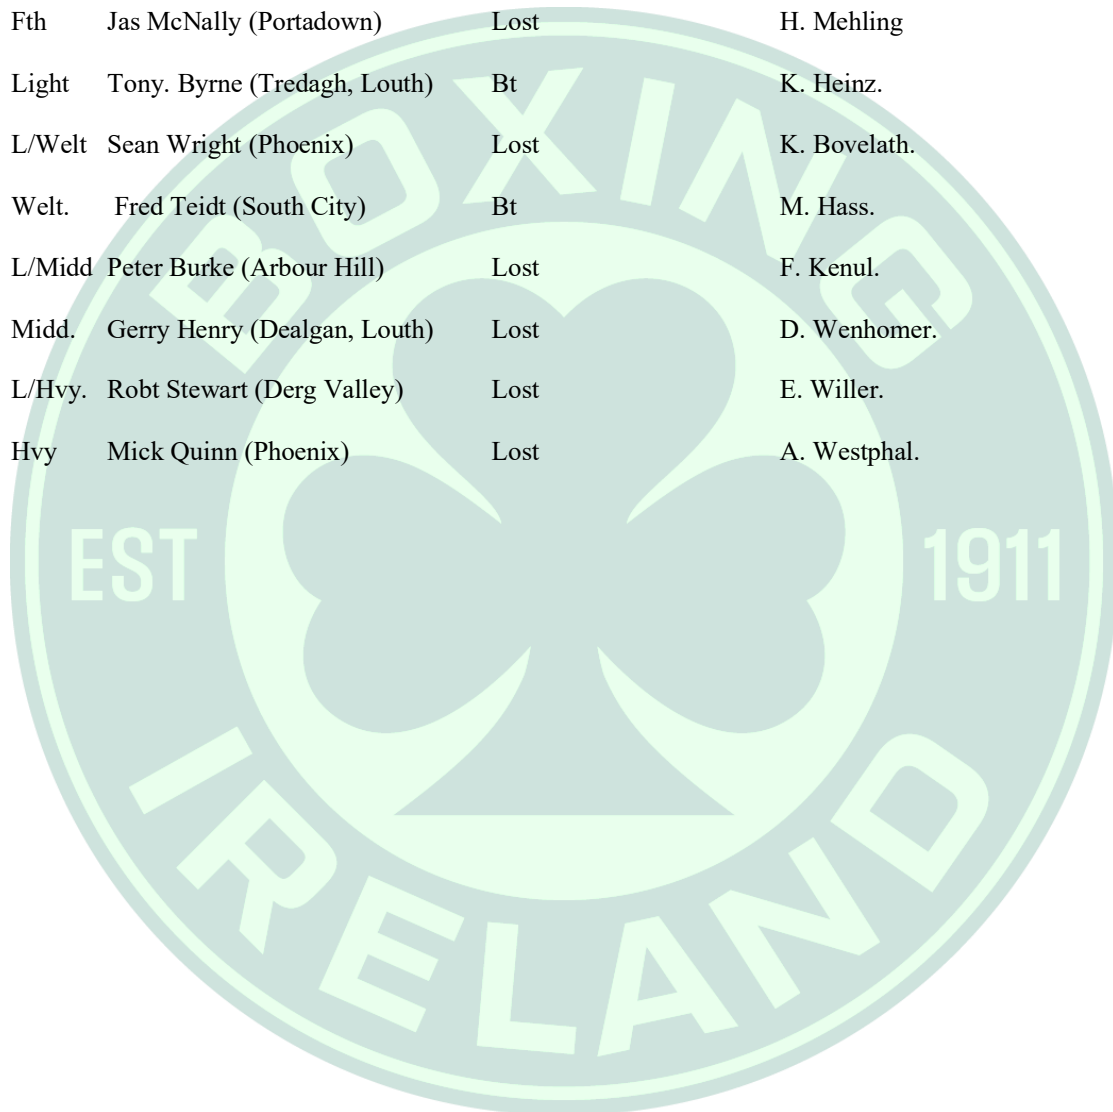 Fth Jas McNally (Portadown) Lost H. Mehling
Light Tony. Byrne (Tredagh, Louth) Bt K. Heinz.
L/Welt Sean Wright (Phoenix) Lost K. Bovelath.
Welt. Fred Teidt (South City) Bt M. Hass.
L/Midd Peter Burke (Arbour Hill) Lost F. Kenul.
Midd. Gerry Henry (Dealgan, Louth) Lost D. Wenhomer.
L/Hvy. Robt Stewart (Derg Valley) Lost E. Willer.
Hvy Mick Quinn (Phoenix) Lost A. Westphal.
BOXING
EST 1911
IRELAND